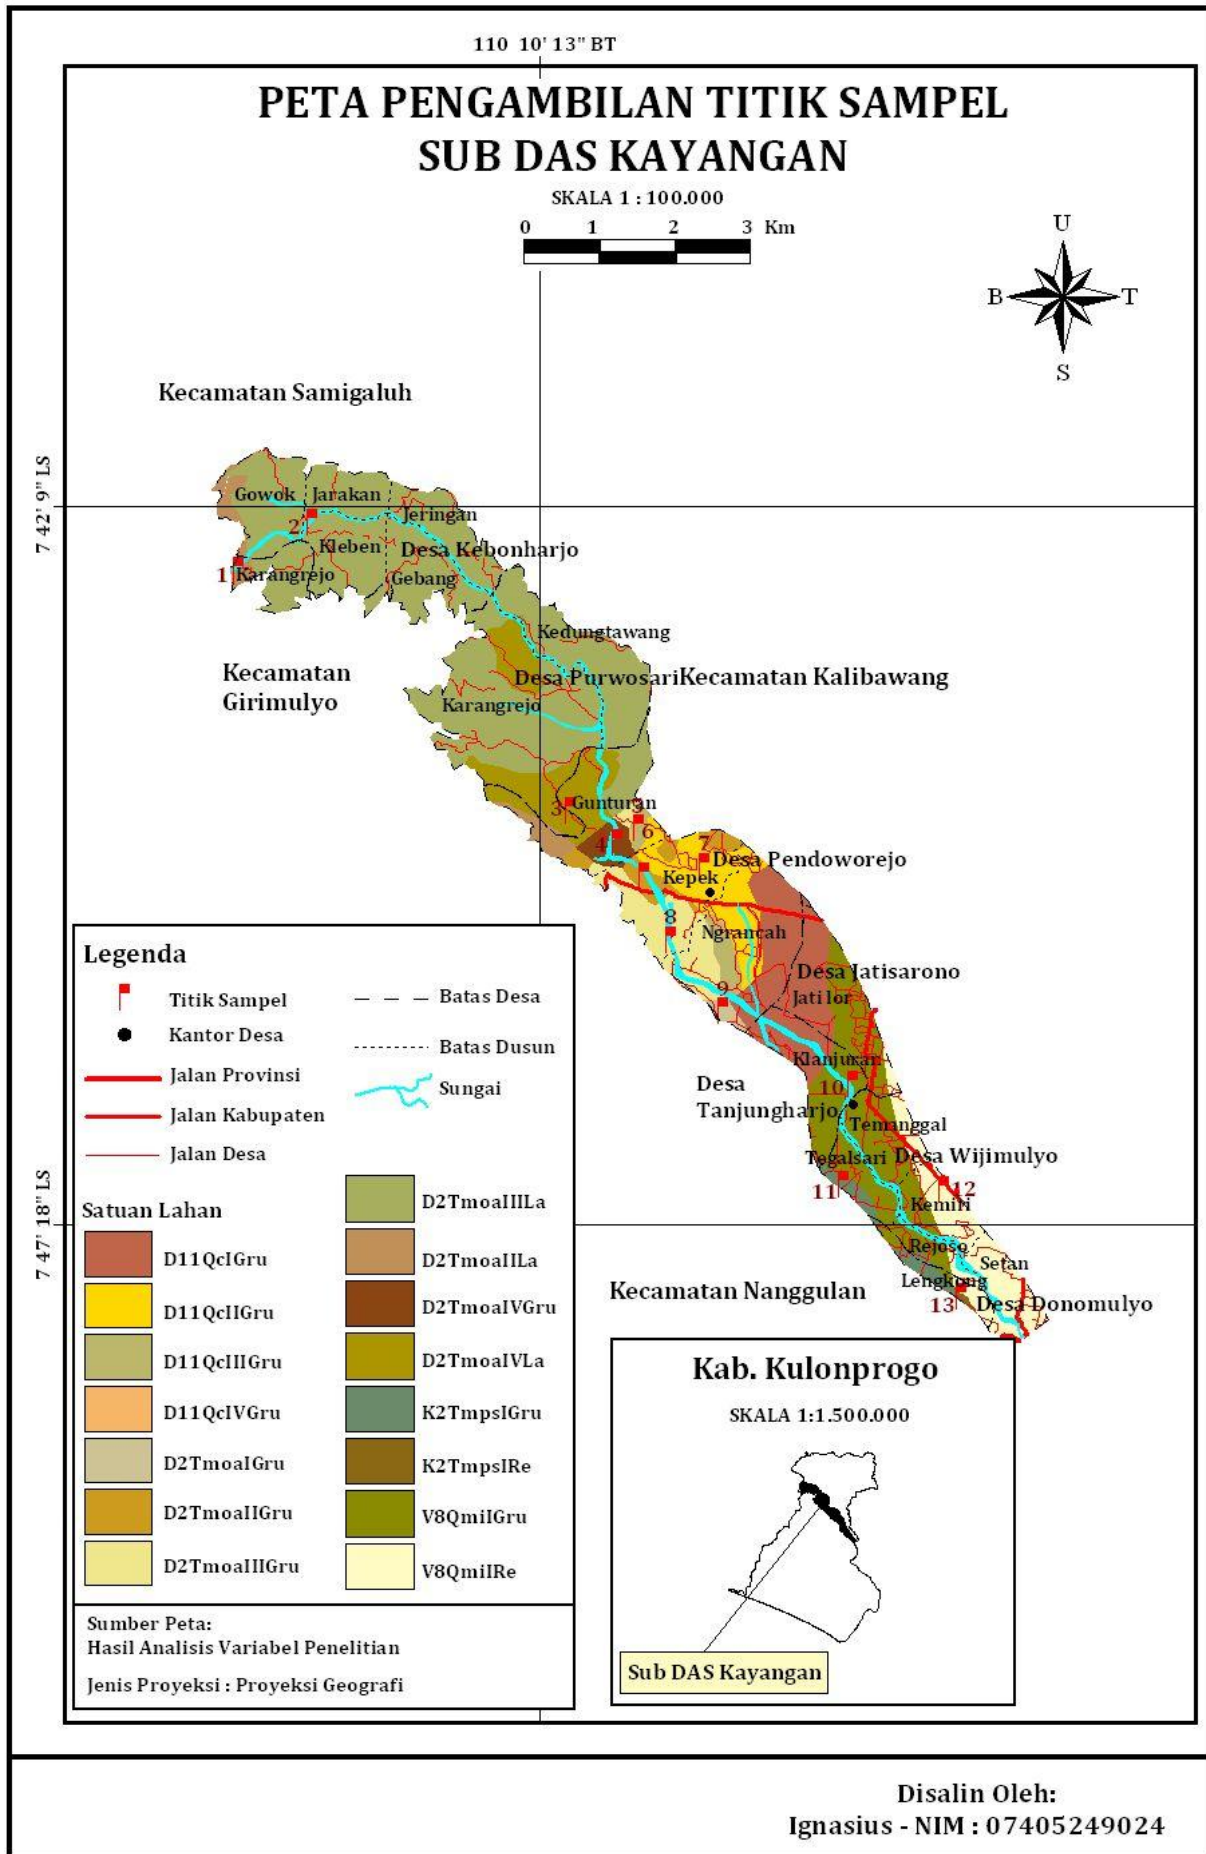 110 10' 13" BT
PETA PENGAMBILAN TITIK SAMPEL
SUB DAS KAYANGAN
SKALA 1 : 100.000
0 1 2 3 Km
U
B T
S
Kecamatan Samigaluh
7 42' 9" LS
Gowok Jarakan
Jeringan
2
Kleben Desa Kebonharjo
1 Karangrejo
Gebang
Kedungtawang
Kecamatan
Girimulyo
Desa Purwosari Kecamatan Kalibawang
Karangrejo
3 Gunturan 5
4 6
7 Desa Pendoworejo
Kepek
8
Ngrancah
Desa Jatisarono
9 Jati lor
Klanjuran
10
Desa
Tanjungharjo
Temanggal
Tegalsari Desa Wijimulyo
11 12
Kemiri
7 47' 18" LS
Rejoso
Setan
Lengkong
Kecamatan Nanggulan
13 Desa Donomulyo
Legenda
Titik Sampel
Kantor Desa
Jalan Provinsi
Jalan Kabupaten
Jalan Desa
Batas Desa
Batas Dusun
Sungai
Satuan Lahan
D11QcIGru
D11QcIIGru
D11QcIIIGru
D11QcIVGru
D2TmoaIGru
D2TmoaIIGru
D2TmoaIIIGru
D2TmoaIIILa
D2TmoaIILa
D2TmoaIVGru
D2TmoaIVLa
K2TmpsIGru
K2TmpsIRe
V8QmiIGru
V8QmiIRe
Sumber Peta:
Hasil Analisis Variabel Penelitian
Jenis Proyeksi : Proyeksi Geografi
Kab. Kulonprogo
SKALA 1:1.500.000
Sub DAS Kayangan
Disalin Oleh:
Ignasius - NIM : 07405249024